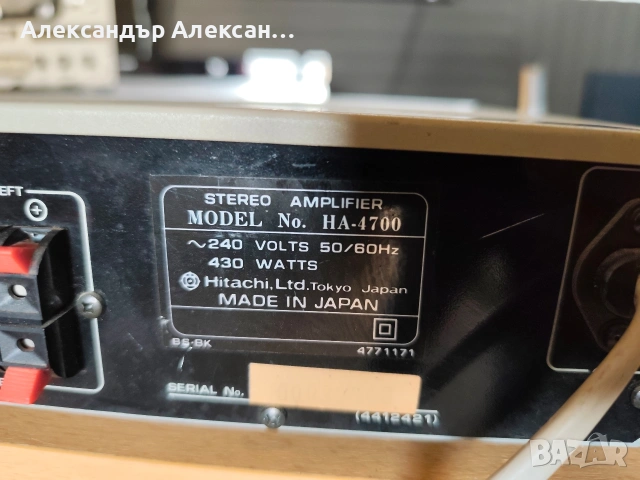 Александър Алексан...
EFT
STEREO AMPLIFIER
MODEL No. HA-4700
~240 VOLTS 50/60Hz
430 WATTS
Hitachi, Ltd. Tokyo Japan
MADE IN JAPAN
BS-BK 4771171
SERIAL No.
(4412421)
BAZAR